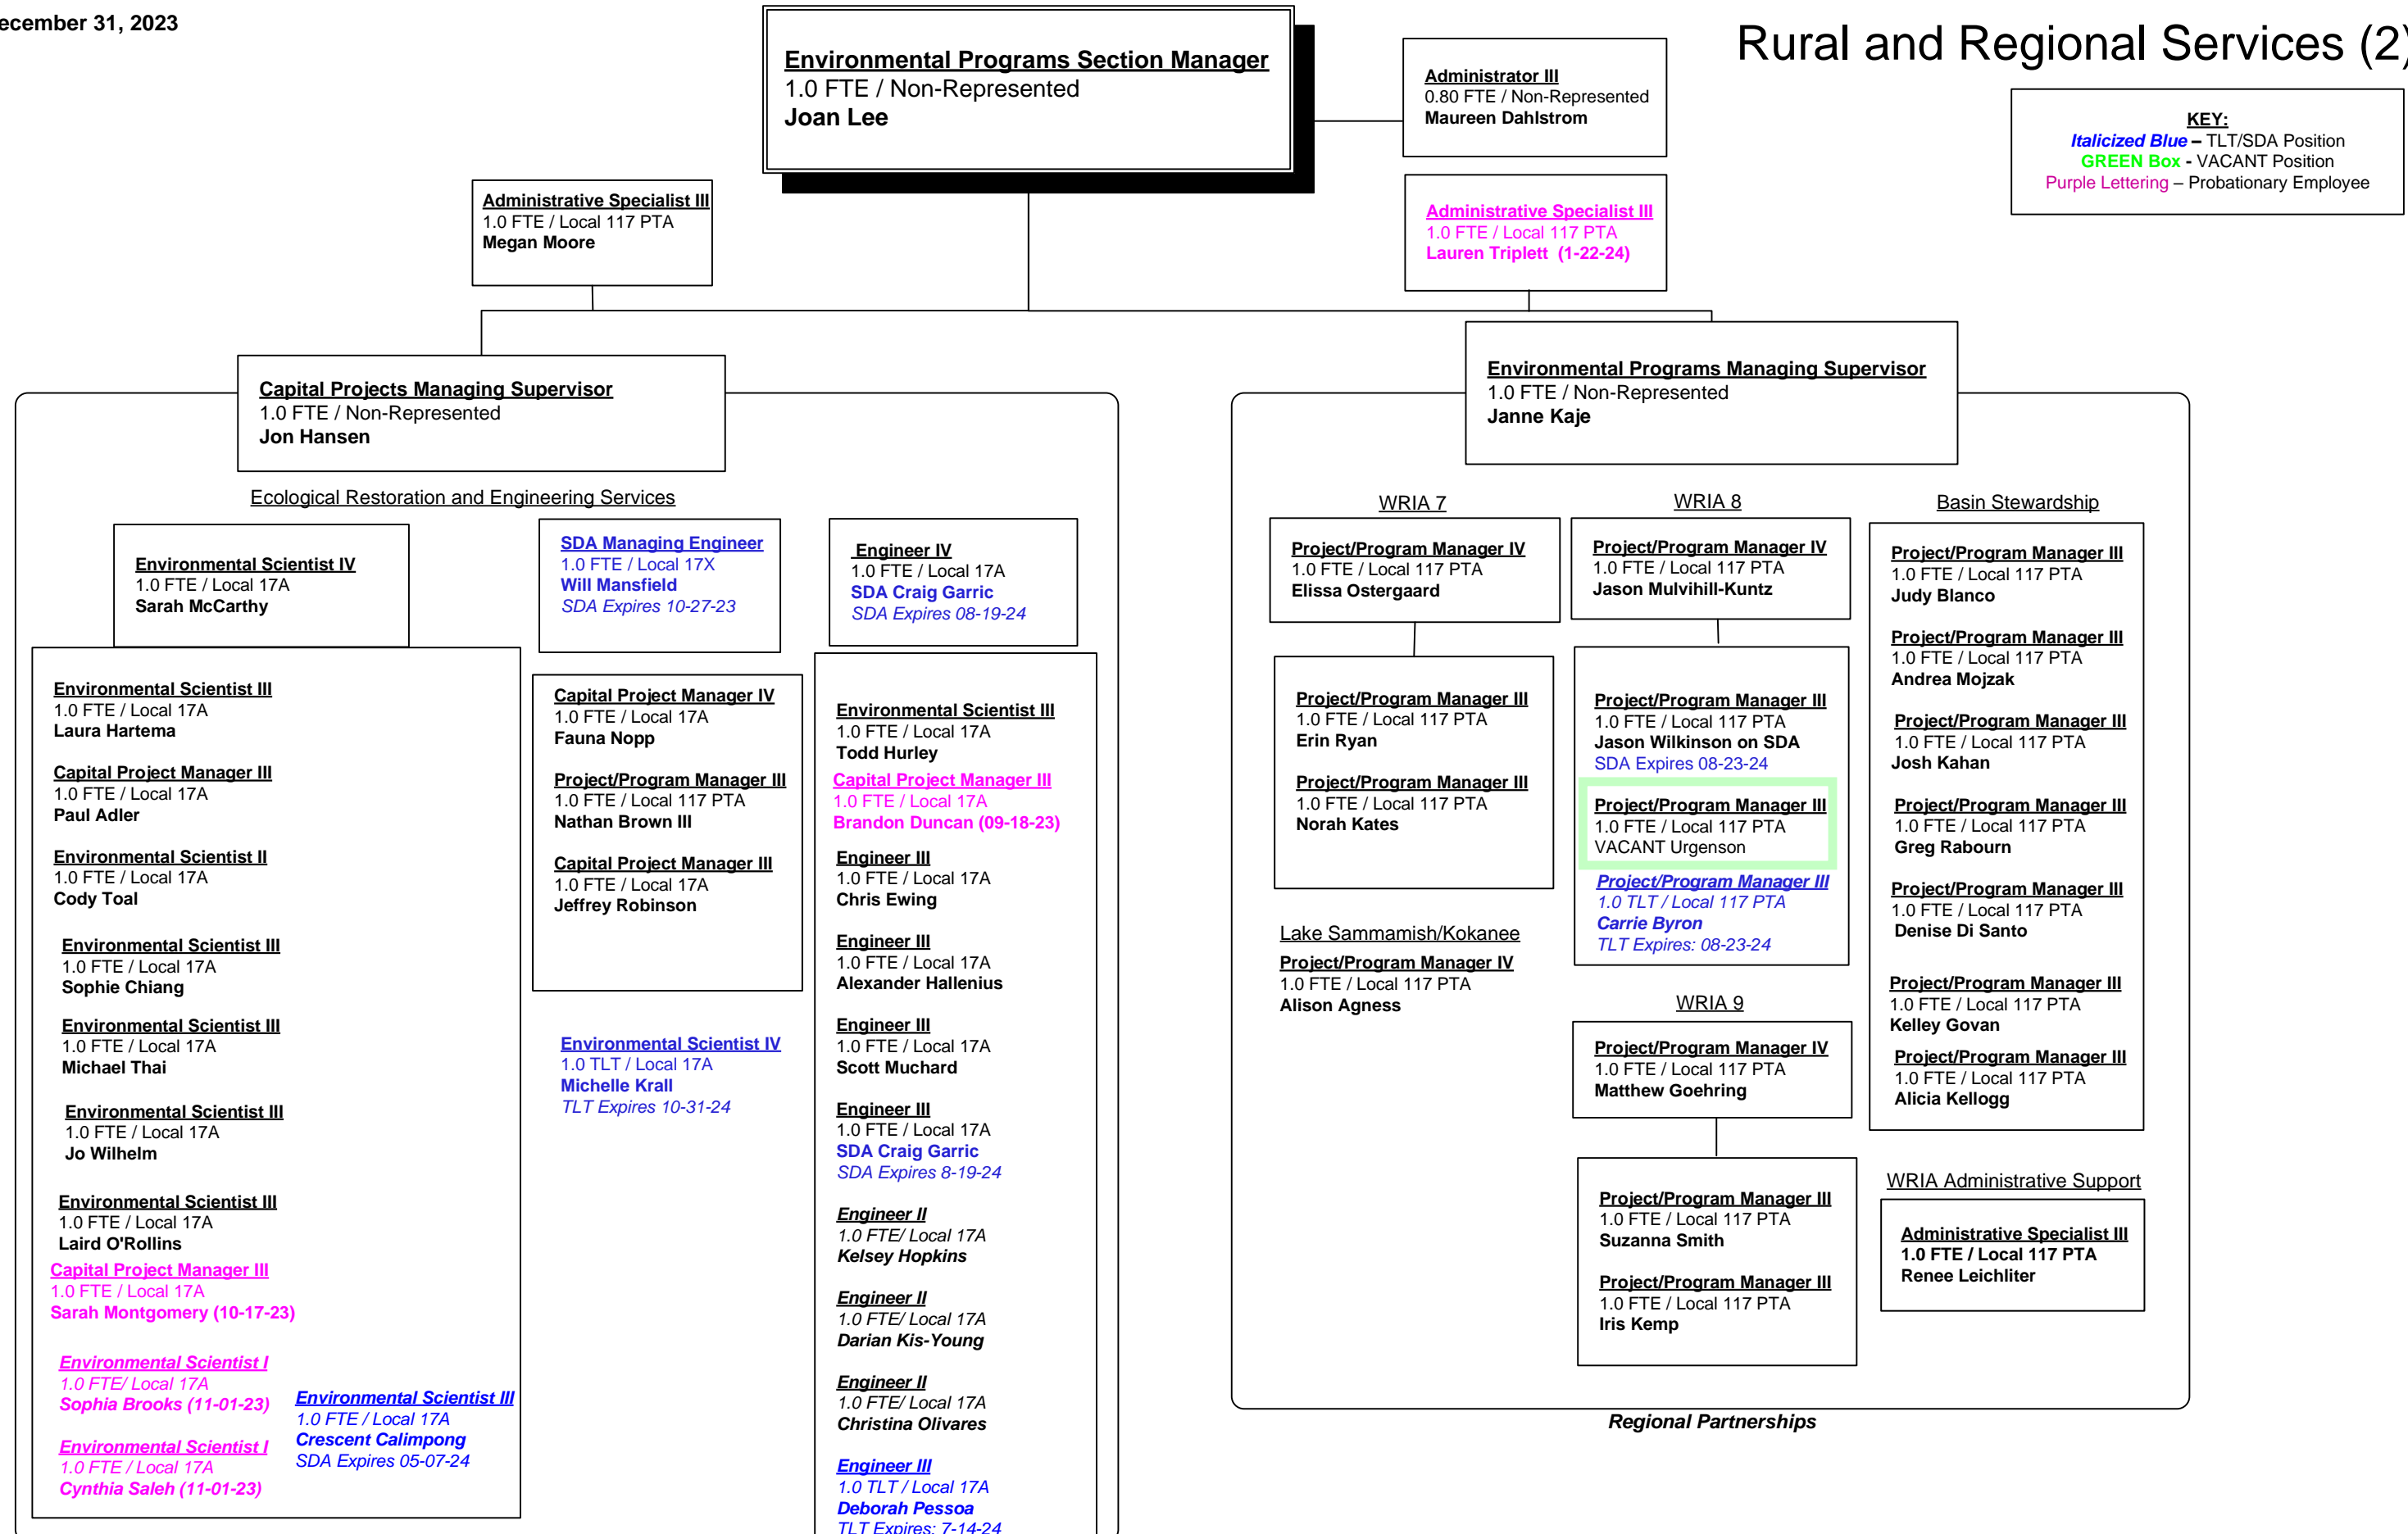 ecember 31, 2023
Rural and Regional Services (2)
Environmental Programs Section Manager
1.0 FTE / Non-Represented
Joan Lee
Administrator III
0.80 FTE / Non-Represented
Maureen Dahlstrom
KEY:
Italicized Blue – TLT/SDA Position
GREEN Box - VACANT Position
Purple Lettering – Probationary Employee
Administrative Specialist III
1.0 FTE / Local 117 PTA
Megan Moore
Administrative Specialist III
1.0 FTE / Local 117 PTA
Lauren Triplett (1-22-24)
Capital Projects Managing Supervisor
1.0 FTE / Non-Represented
Jon Hansen
Ecological Restoration and Engineering Services
Environmental Scientist IV
1.0 FTE / Local 17A
Sarah McCarthy
Environmental Scientist III
1.0 FTE / Local 17A
Laura Hartema
Capital Project Manager III
1.0 FTE / Local 17A
Paul Adler
Environmental Scientist II
1.0 FTE / Local 17A
Cody Toal
Environmental Scientist III
1.0 FTE / Local 17A
Sophie Chiang
Environmental Scientist III
1.0 FTE / Local 17A
Michael Thai
Environmental Scientist III
1.0 FTE / Local 17A
Jo Wilhelm
Environmental Scientist III
1.0 FTE / Local 17A
Laird O'Rollins
Capital Project Manager III
1.0 FTE / Local 17A
Sarah Montgomery (10-17-23)
Environmental Scientist I
1.0 FTE/ Local 17A
Sophia Brooks (11-01-23)
Environmental Scientist I
1.0 FTE / Local 17A
Cynthia Saleh (11-01-23)
Environmental Scientist III
1.0 FTE / Local 17A
Crescent Calimpong
SDA Expires 05-07-24
SDA Managing Engineer
1.0 FTE / Local 17X
Will Mansfield
SDA Expires 10-27-23
Capital Project Manager IV
1.0 FTE / Local 17A
Fauna Nopp
Project/Program Manager III
1.0 FTE / Local 117 PTA
Nathan Brown III
Capital Project Manager III
1.0 FTE / Local 17A
Jeffrey Robinson
Environmental Scientist IV
1.0 TLT / Local 17A
Michelle Krall
TLT Expires 10-31-24
Engineer IV
1.0 FTE / Local 17A
SDA Craig Garric
SDA Expires 08-19-24
Environmental Scientist III
1.0 FTE / Local 17A
Todd Hurley
Capital Project Manager III
1.0 FTE / Local 17A
Brandon Duncan (09-18-23)
Engineer III
1.0 FTE / Local 17A
Chris Ewing
Engineer III
1.0 FTE / Local 17A
Alexander Hallenius
Engineer III
1.0 FTE / Local 17A
Scott Muchard
Engineer III
1.0 FTE / Local 17A
SDA Craig Garric
SDA Expires 8-19-24
Engineer II
1.0 FTE/ Local 17A
Kelsey Hopkins
Engineer II
1.0 FTE/ Local 17A
Darian Kis-Young
Engineer II
1.0 FTE/ Local 17A
Christina Olivares
Engineer III
1.0 TLT / Local 17A
Deborah Pessoa
TLT Expires: 7-14-24
Environmental Programs Managing Supervisor
1.0 FTE / Non-Represented
Janne Kaje
WRIA 7
Project/Program Manager IV
1.0 FTE / Local 117 PTA
Elissa Ostergaard
Project/Program Manager III
1.0 FTE / Local 117 PTA
Erin Ryan
Project/Program Manager III
1.0 FTE / Local 117 PTA
Norah Kates
Lake Sammamish/Kokanee
Project/Program Manager IV
1.0 FTE / Local 117 PTA
Alison Agness
WRIA 8
Project/Program Manager IV
1.0 FTE / Local 117 PTA
Jason Mulvihill-Kuntz
Project/Program Manager III
1.0 FTE / Local 117 PTA
Jason Wilkinson on SDA
SDA Expires 08-23-24
Project/Program Manager III
1.0 FTE / Local 117 PTA
VACANT Urgenson
Project/Program Manager III
1.0 TLT / Local 117 PTA
Carrie Byron
TLT Expires: 08-23-24
WRIA 9
Project/Program Manager IV
1.0 FTE / Local 117 PTA
Matthew Goehring
Project/Program Manager III
1.0 FTE / Local 117 PTA
Suzanna Smith
Project/Program Manager III
1.0 FTE / Local 117 PTA
Iris Kemp
Basin Stewardship
Project/Program Manager III
1.0 FTE / Local 117 PTA
Judy Blanco
Project/Program Manager III
1.0 FTE / Local 117 PTA
Andrea Mojzak
Project/Program Manager III
1.0 FTE / Local 117 PTA
Josh Kahan
Project/Program Manager III
1.0 FTE / Local 117 PTA
Greg Rabourn
Project/Program Manager III
1.0 FTE / Local 117 PTA
Denise Di Santo
Project/Program Manager III
1.0 FTE / Local 117 PTA
Kelley Govan
Project/Program Manager III
1.0 FTE / Local 117 PTA
Alicia Kellogg
WRIA Administrative Support
Administrative Specialist III
1.0 FTE / Local 117 PTA
Renee Leichliter
Regional Partnerships